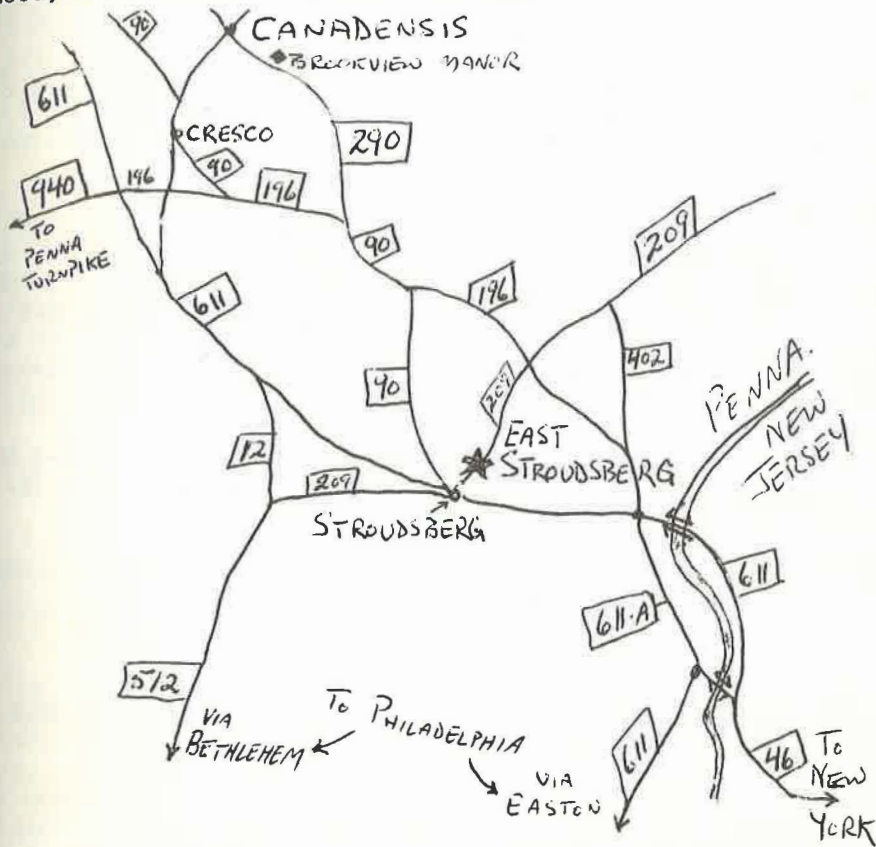 CANADENSIS
BROOKVIEW MANOR
90
611
CRESCO
290
90
940
196
196
TO
PENNA
TURNPIKE
90
209
196
611
402
90
209
PENNA.
NEW
JERSEY
EAST
STROUDSBERG
12
209
STROUDSBERG
611
611-A
512
VIA
BETHLEHEM
TO PHILADELPHIA
VIA
EASTON
611
46
TO
NEW
YORK